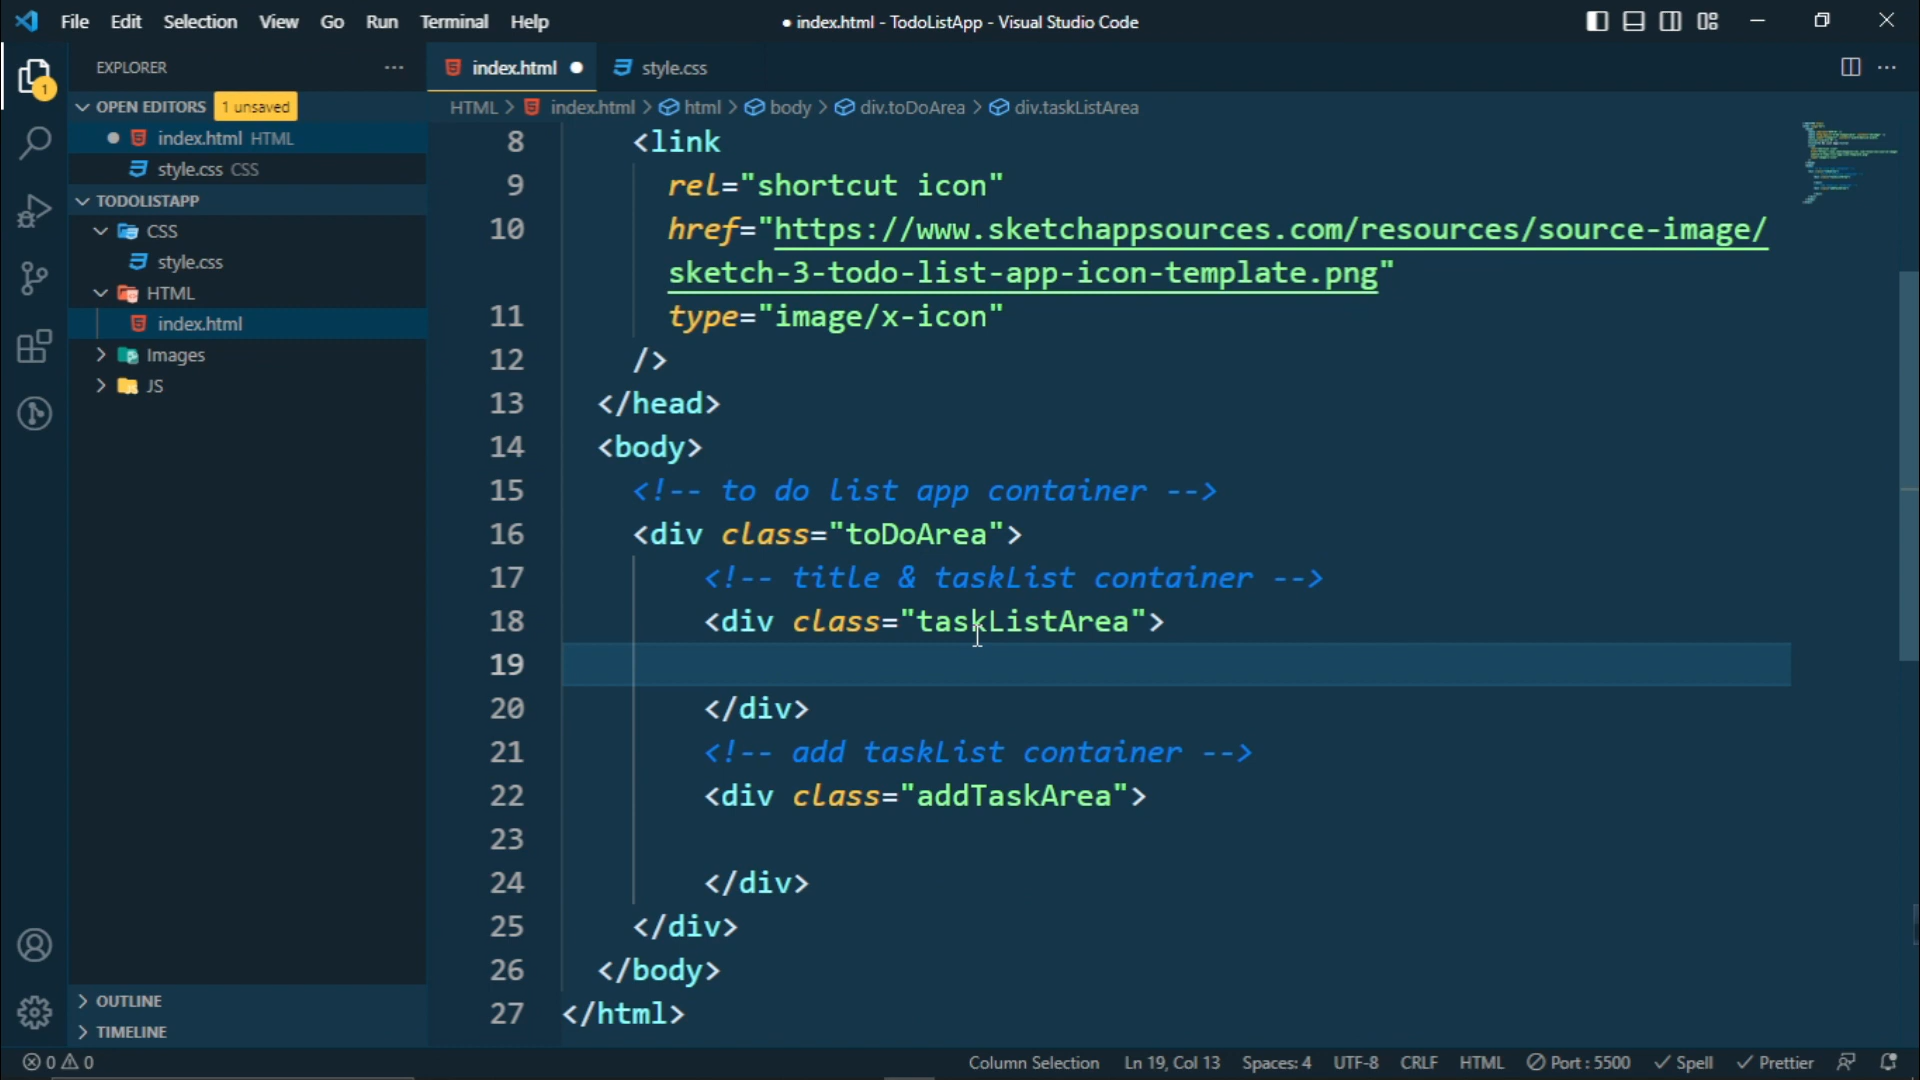 File Edit Selection View Go Run Terminal Help
● index.html - TodoListApp - Visual Studio Code
EXPLORER
index.html
style.css
OPEN EDITORS 1 unsaved
index.html HTML
style.css CSS
TODOLISTAPP
CSS
style.css
HTML
index.html
Images
JS
OUTLINE
TIMELINE
1
HTML > index.html > html > body > div.toDoArea > div.taskListArea
8 <link
9 rel="shortcut icon"
10 href="https://www.sketchappsources.com/resources/source-image/
sketch-3-todo-list-app-icon-template.png"
11 type="image/x-icon"
12 />
13 </head>
14 <body>
15 <!-- to do list app container -->
16 <div class="toDoArea">
17 <!-- title & taskList container -->
18 <div class="taskListArea">
19
20 </div>
21 <!-- add taskList container -->
22 <div class="addTaskArea">
23
24 </div>
25 </div>
26 </body>
27 </html>
0 0 Column Selection Ln 19, Col 13 Spaces: 4 UTF-8 CRLF HTML Port : 5500 Spell Prettier